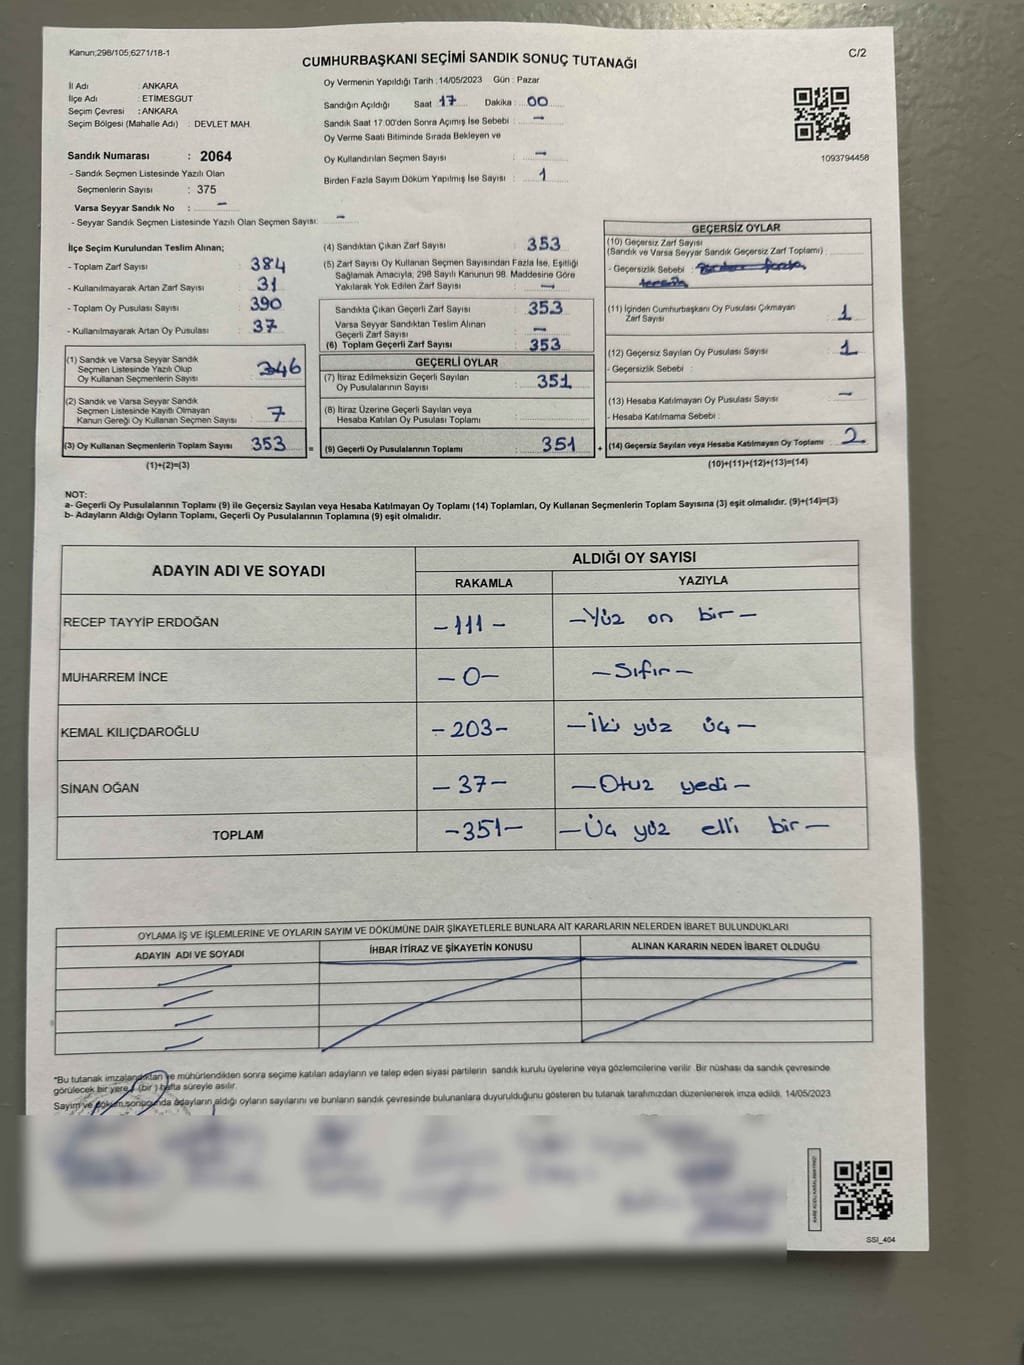 Kanun;298/105;6271/18-1
C/2
CUMHURBAŞKANI SEÇİMİ SANDIK SONUÇ TUTANAĞI
Oy Vermenin Yapıldığı Tarih : 14/05/2023 Gün : Pazar
İl Adı : ANKARA
İlçe Adı : ETİMESGUT
Seçim Çevresi : ANKARA
Seçim Bölgesi (Mahalle Adı) : DEVLET MAH.
Sandığın Açıldığı Saat 17 Dakika : 00
Sandık Saat 17.00'den Sonra Açımış İse Sebebi : -
Oy Verme Saati Bitiminde Sırada Bekleyen ve
Oy Kullandırılan Seçmen Sayısı : -
Birden Fazla Sayım Döküm Yapılmış İse Sayısı : 1
1093794458
Sandık Numarası : 2064
- Sandık Seçmen Listesinde Yazılı Olan
Seçmenlerin Sayısı : 375
Varsa Seyyar Sandık No : -
- Seyyar Sandık Seçmen Listesinde Yazılı Olan Seçmen Sayısı: -
İlçe Seçim Kurulundan Teslim Alınan;
- Toplam Zarf Sayısı 384
- Kullanılmayarak Artan Zarf Sayısı 31
- Toplam Oy Pusulası Sayısı 390
- Kullanılmayarak Artan Oy Pusulası 37
(1) Sandık ve Varsa Seyyar Sandık
Seçmen Listesinde Yazılı Olup
Oy Kullanan Seçmenlerin Sayısı : 346
(2) Sandık ve Varsa Seyyar Sandık
Seçmen Listesinde Kayıtlı Olmayan
Kanun Gereği Oy Kullanan Seçmen Sayısı : 7
(3) Oy Kullanan Seçmenlerin Toplam Sayısı : 353
(1)+(2)=(3)
(4) Sandıktan Çıkan Zarf Sayısı : 353
(5) Zarf Sayısı Oy Kullanan Seçmen Sayısından Fazla İse, Eşitliği
Sağlamak Amacıyla, 298 Sayılı Kanunun 98. Maddesine Göre
Yakılarak Yok Edilen Zarf Sayısı : -
Sandıkta Çıkan Geçerli Zarf Sayısı : 353
Varsa Seyyar Sandıktan Teslim Alınan
Geçerli Zarf Sayısı : -
(6) Toplam Geçerli Zarf Sayısı : 353
GEÇERLİ OYLAR
(7) İtiraz Edilmeksizin Geçerli Sayılan
Oy Pusulalarının Sayısı : 351
(8) İtiraz Üzerine Geçerli Sayılan veya
Hesaba Katılan Oy Pusulası Toplamı :
= (9) Geçerli Oy Pusulalarının Toplamı : 351
GEÇERSİZ OYLAR
(10) Geçersiz Zarf Sayısı
(Sandık ve Varsa Seyyar Sandık Geçersiz Zarf Toplamı) :
- Geçersizlik Sebebi :
(11) İçinden Cumhurbaşkanı Oy Pusulası Çıkmayan
Zarf Sayısı : 1
(12) Geçersiz Sayılan Oy Pusulası Sayısı : 1
- Geçersizlik Sebebi :
(13) Hesaba Katılmayan Oy Pusulası Sayısı : -
- Hesaba Katılmama Sebebi :
+ (14) Geçersiz Sayılan veya Hesaba Katılmayan Oy Toplamı : 2
(10)+(11)+(12)+(13)=(14)
NOT:
a- Geçerli Oy Pusulalarının Toplamı (9) ile Geçersiz Sayılan veya Hesaba Katılmayan Oy Toplamı (14) Toplamları, Oy Kullanan Seçmenlerin Toplam Sayısına (3) eşit olmalıdır. (9)+(14)=(3)
b- Adayların Aldığı Oyların Toplamı, Geçerli Oy Pusulalarının Toplamına (9) eşit olmalıdır.
ADAYIN ADI VE SOYADI
ALDIĞI OY SAYISI
RAKAMLA YAZIYLA
RECEP TAYYİP ERDOĞAN -111- -Yüz on bir-
MUHARREM İNCE -0- -Sıfır-
KEMAL KILIÇDAROĞLU -203- -İki yüz üç-
SİNAN OĞAN -37- -Otuz yedi-
TOPLAM -351- -Üç yüz elli bir-
OYLAMA İŞ VE İŞLEMLERİNE VE OYLARIN SAYIM VE DÖKÜMÜNE DAİR ŞİKAYETLERLE BUNLARA AİT KARARLARIN NELERDEN İBARET BULUNDUKLARI
ADAYIN ADI VE SOYADI İHBAR İTİRAZ VE ŞİKAYETİN KONUSU ALINAN KARARIN NEDEN İBARET OLDUĞU
*Bu tutanak imzalandıktan ve mühürlendikten sonra seçime katılan adayların ve talep eden siyasi partilerin sandık kurulu üyelerine veya gözlemcilerine verilir. Bir nüshası da sandık çevresinde
görülecek bir yere 1 (bir) hafta süreyle asılır.
Sayım ve döküm sonucunda adayların aldığı oyların sayılarını ve bunların sandık çevresinde bulunanlara duyurulduğunu gösteren bu tutanak tarafımızdan düzenlenerek imza edildi. 14/05/2023
SSI_404